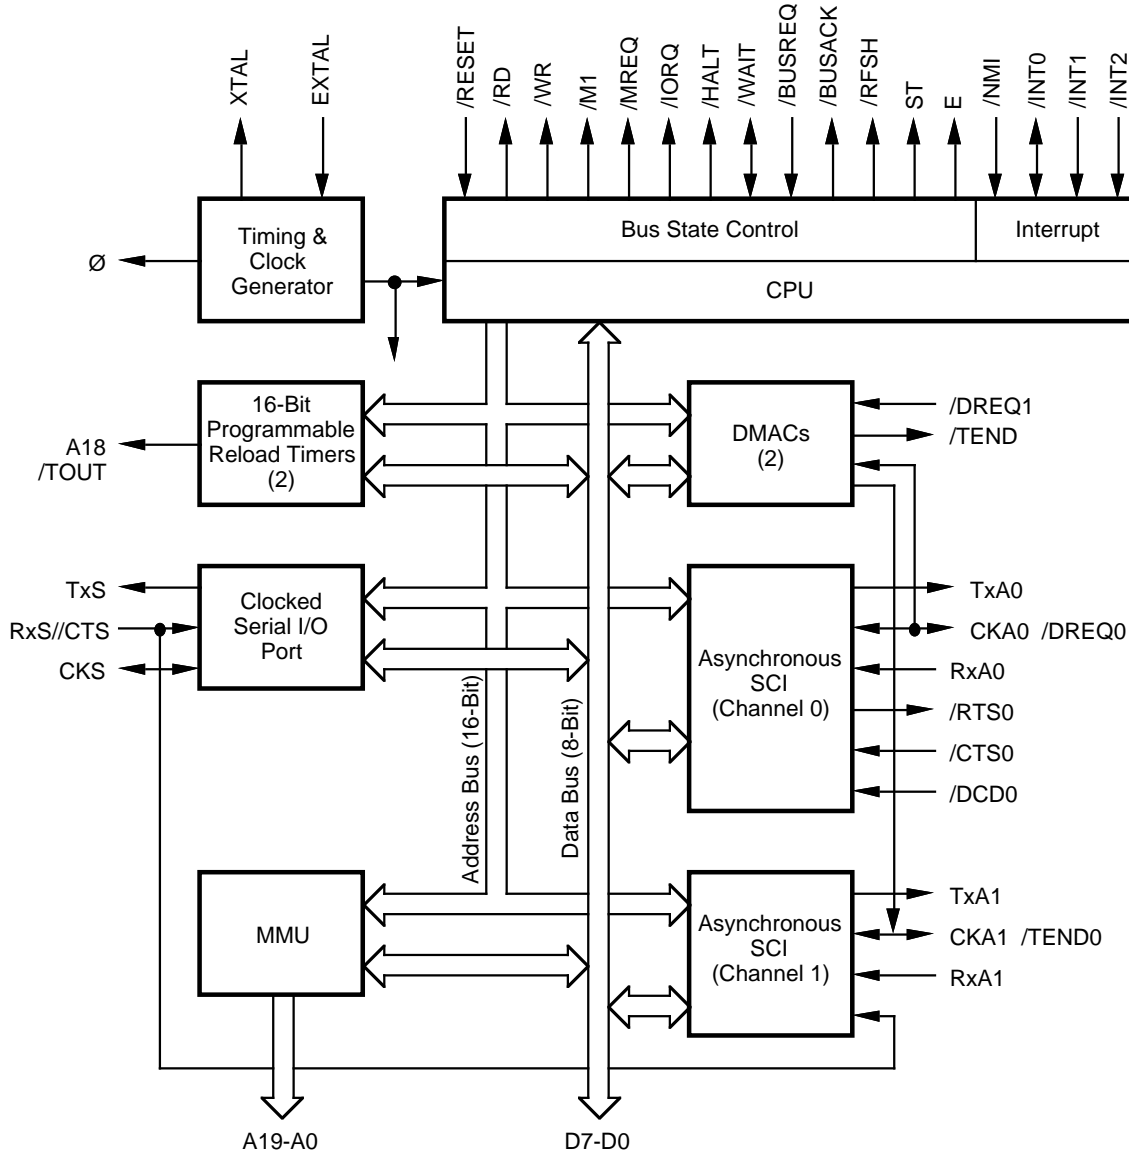 XTAL
EXTAL
/RESET
/RD
/WR
/M1
/MREQ
/IORQ
/HALT
/WAIT
/BUSREQ
/BUSACK
/RFSH
ST
E
/NMI
/INT0
/INT1
/INT2
Timing &
Clock
Generator
Ø
Bus State Control
Interrupt
CPU
16-Bit
Programmable
Reload Timers
(2)
A18
/TOUT
DMACs
(2)
/DREQ1
/TEND
TxS
RxS//CTS
CKS
Clocked
Serial I/O
Port
Address Bus (16-Bit)
Data Bus (8-Bit)
Asynchronous
SCI
(Channel 0)
TxA0
CKA0 /DREQ0
RxA0
/RTS0
/CTS0
/DCD0
MMU
Asynchronous
SCI
(Channel 1)
TxA1
CKA1 /TEND0
RxA1
A19-A0
D7-D0